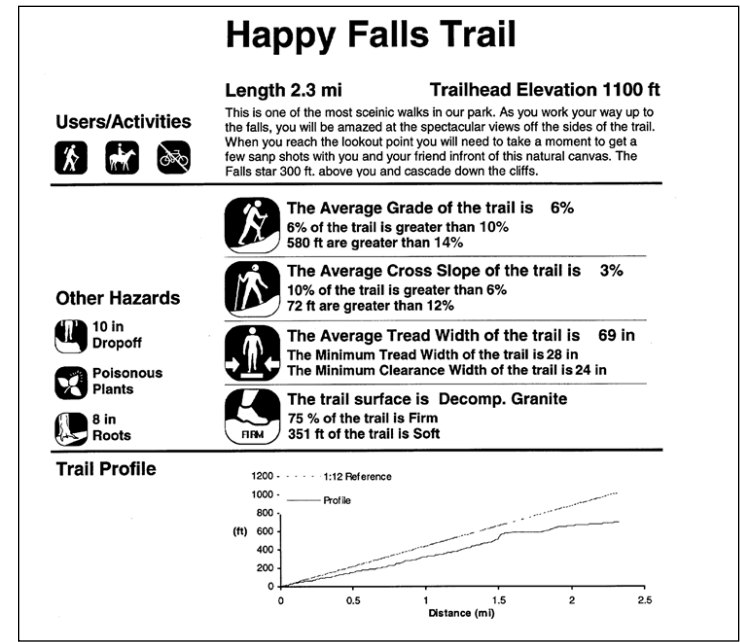 Happy Falls Trail
Length 2.3 mi Trailhead Elevation 1100 ft
This is one of the most sceinic walks in our park. As you work your way up to
the falls, you will be amazed at the spectacular views off the sides of the trail.
When you reach the lookout point you will need to take a moment to get a
few sanp shots with you and your friend infront of this natural canvas. The
Falls star 300 ft. above you and cascade down the cliffs.
Users/Activities
The Average Grade of the trail is 6%
6% of the trail is greater than 10%
580 ft are greater than 14%
The Average Cross Slope of the trail is 3%
10% of the trail is greater than 6%
72 ft are greater than 12%
The Average Tread Width of the trail is 69 in
The Minimum Tread Width of the trail is 28 in
The Minimum Clearance Width of the trail is 24 in
FIRM
The trail surface is Decomp. Granite
75 % of the trail is Firm
351 ft of the trail is Soft
Other Hazards
10 in
Dropoff
Poisonous
Plants
8 in
Roots
Trail Profile
1:12 Reference
Profile
(ft)
1200
1000
800
600
400
200
0
0 0.5 1 1.5 2 2.5
Distance (mi)